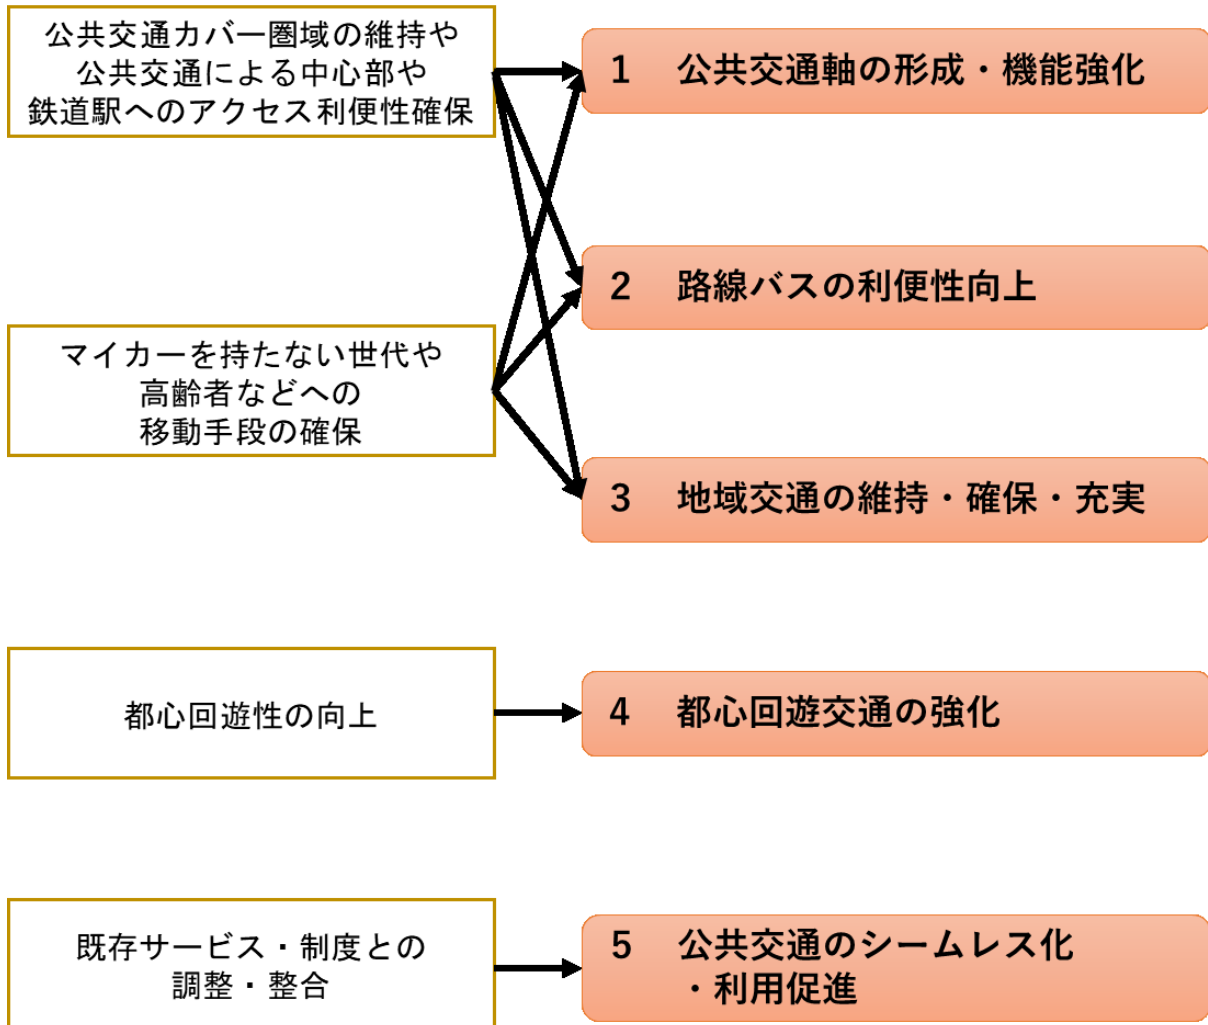 公共交通カバー圏域の維持や
公共交通による中心部や
鉄道駅へのアクセス利便性確保
1 公共交通軸の形成・機能強化
2 路線バスの利便性向上
マイカーを持たない世代や
高齢者などへの
移動手段の確保
3 地域交通の維持・確保・充実
都心回遊性の向上
4 都心回遊交通の強化
既存サービス・制度との
調整・整合
5 公共交通のシームレス化
・利用促進